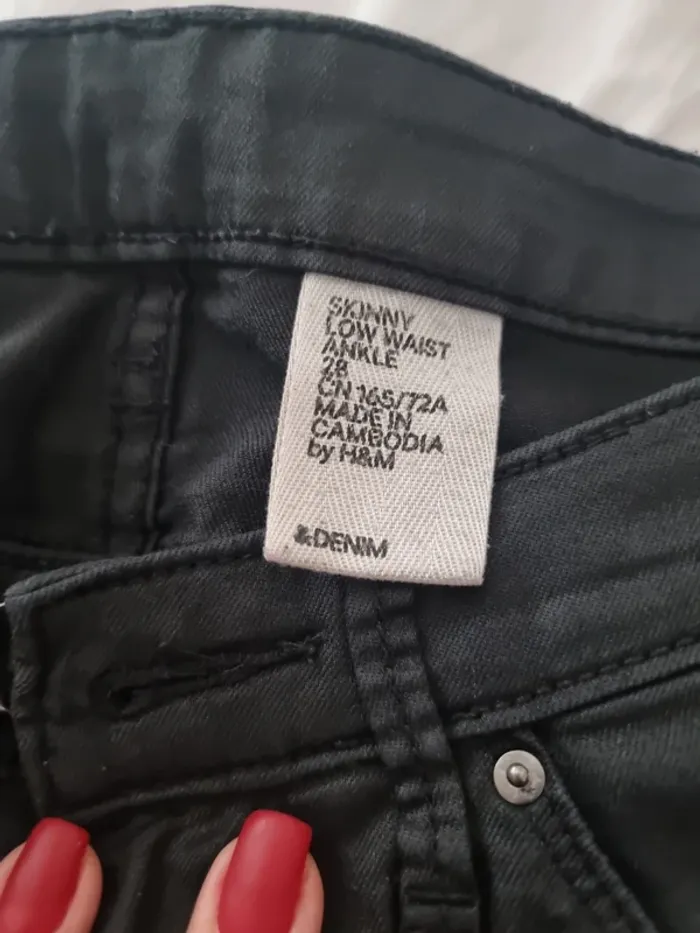 SKINNY
LOW WAIST
ANKLE
28
CN 165/72A
MADE IN
CAMBODIA
by H&M
&DENIM